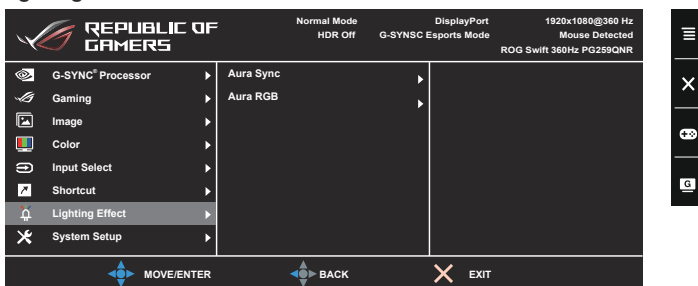 REPUBLIC OF
GAMERS
Normal Mode
HDR Off
DisplayPort
G-SYNSC Esports Mode
1920x1080@360 Hz
Mouse Detected
ROG Swift 360Hz PG259QNR
G-SYNC® Processor
Gaming
Image
Color
Input Select
Shortcut
Lighting Effect
System Setup
Aura Sync
Aura RGB
MOVE/ENTER
BACK
EXIT
G